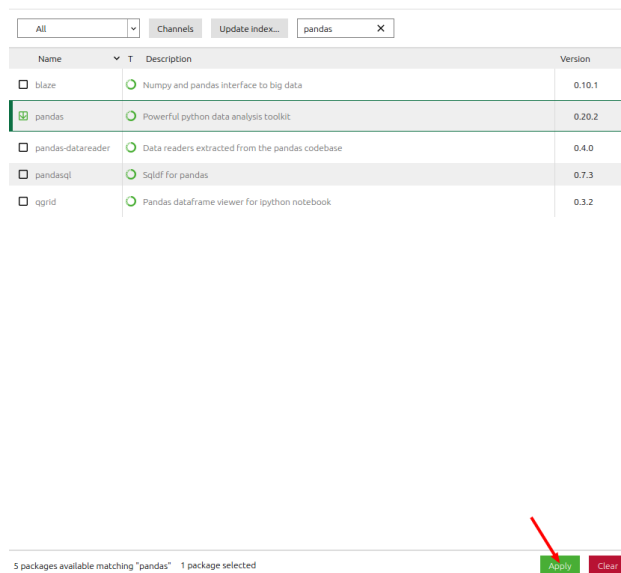 All Channels Update index... pandas X
Name T Description Version
blaze Numpy and pandas interface to big data 0.10.1
pandas Powerful python data analysis toolkit 0.20.2
pandas-datareader Data readers extracted from the pandas codebase 0.4.0
pandasql Sqldf for pandas 0.7.3
qgrid Pandas dataframe viewer for ipython notebook 0.3.2
5 packages available matching "pandas" 1 package selected Apply Clear